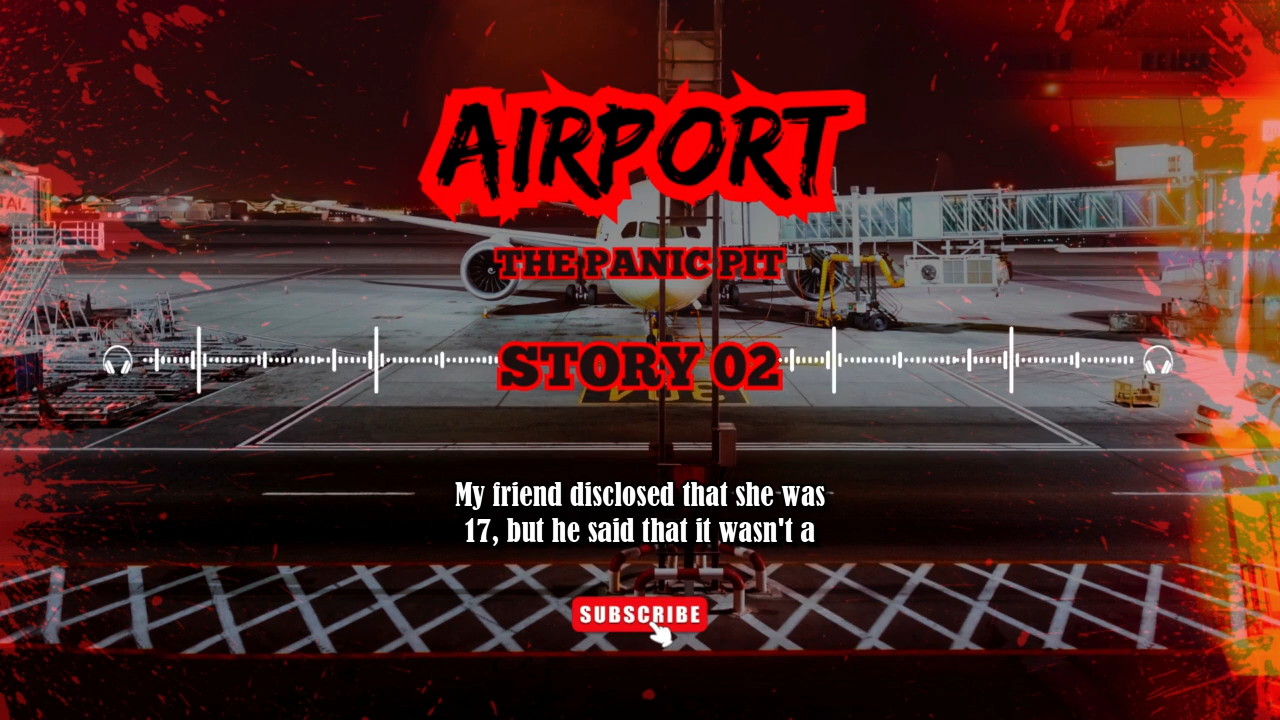 AIRPORT
THE PANIC PIT
STORY 02
My friend disclosed that she was
17, but he said that it wasn't a
SUBSCRIBE